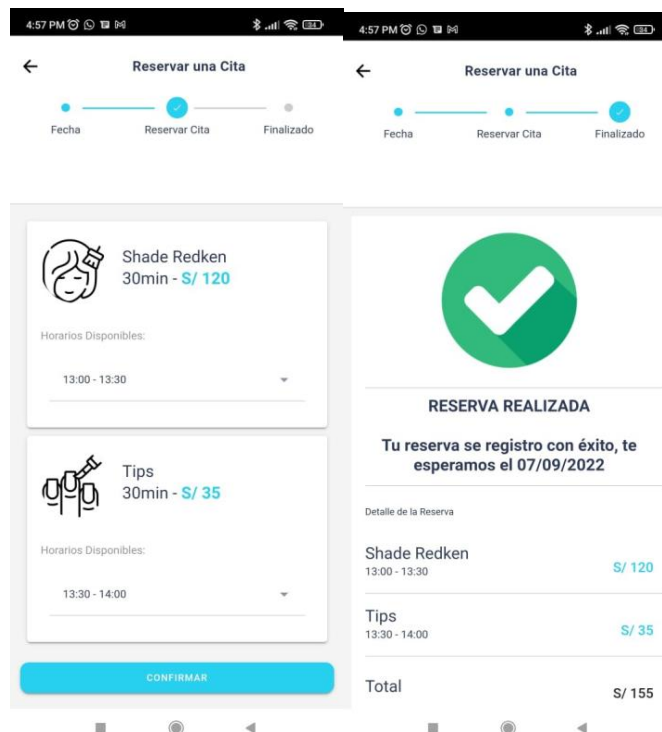 4:57 PM
34
Reservar una Cita
Fecha
Reservar Cita
Finalizado
Shade Redken
30min - S/ 120
Horarios Disponibles:
13:00 - 13:30
Tips
30min - S/ 35
Horarios Disponibles:
13:30 - 14:00
CONFIRMAR
4:57 PM
34
Reservar una Cita
Fecha
Reservar Cita
Finalizado
RESERVA REALIZADA
Tu reserva se registro con éxito, te
esperamos el 07/09/2022
Detalle de la Reserva
Shade Redken
13:00 - 13:30
S/ 120
Tips
13:30 - 14:00
S/ 35
Total
S/ 155